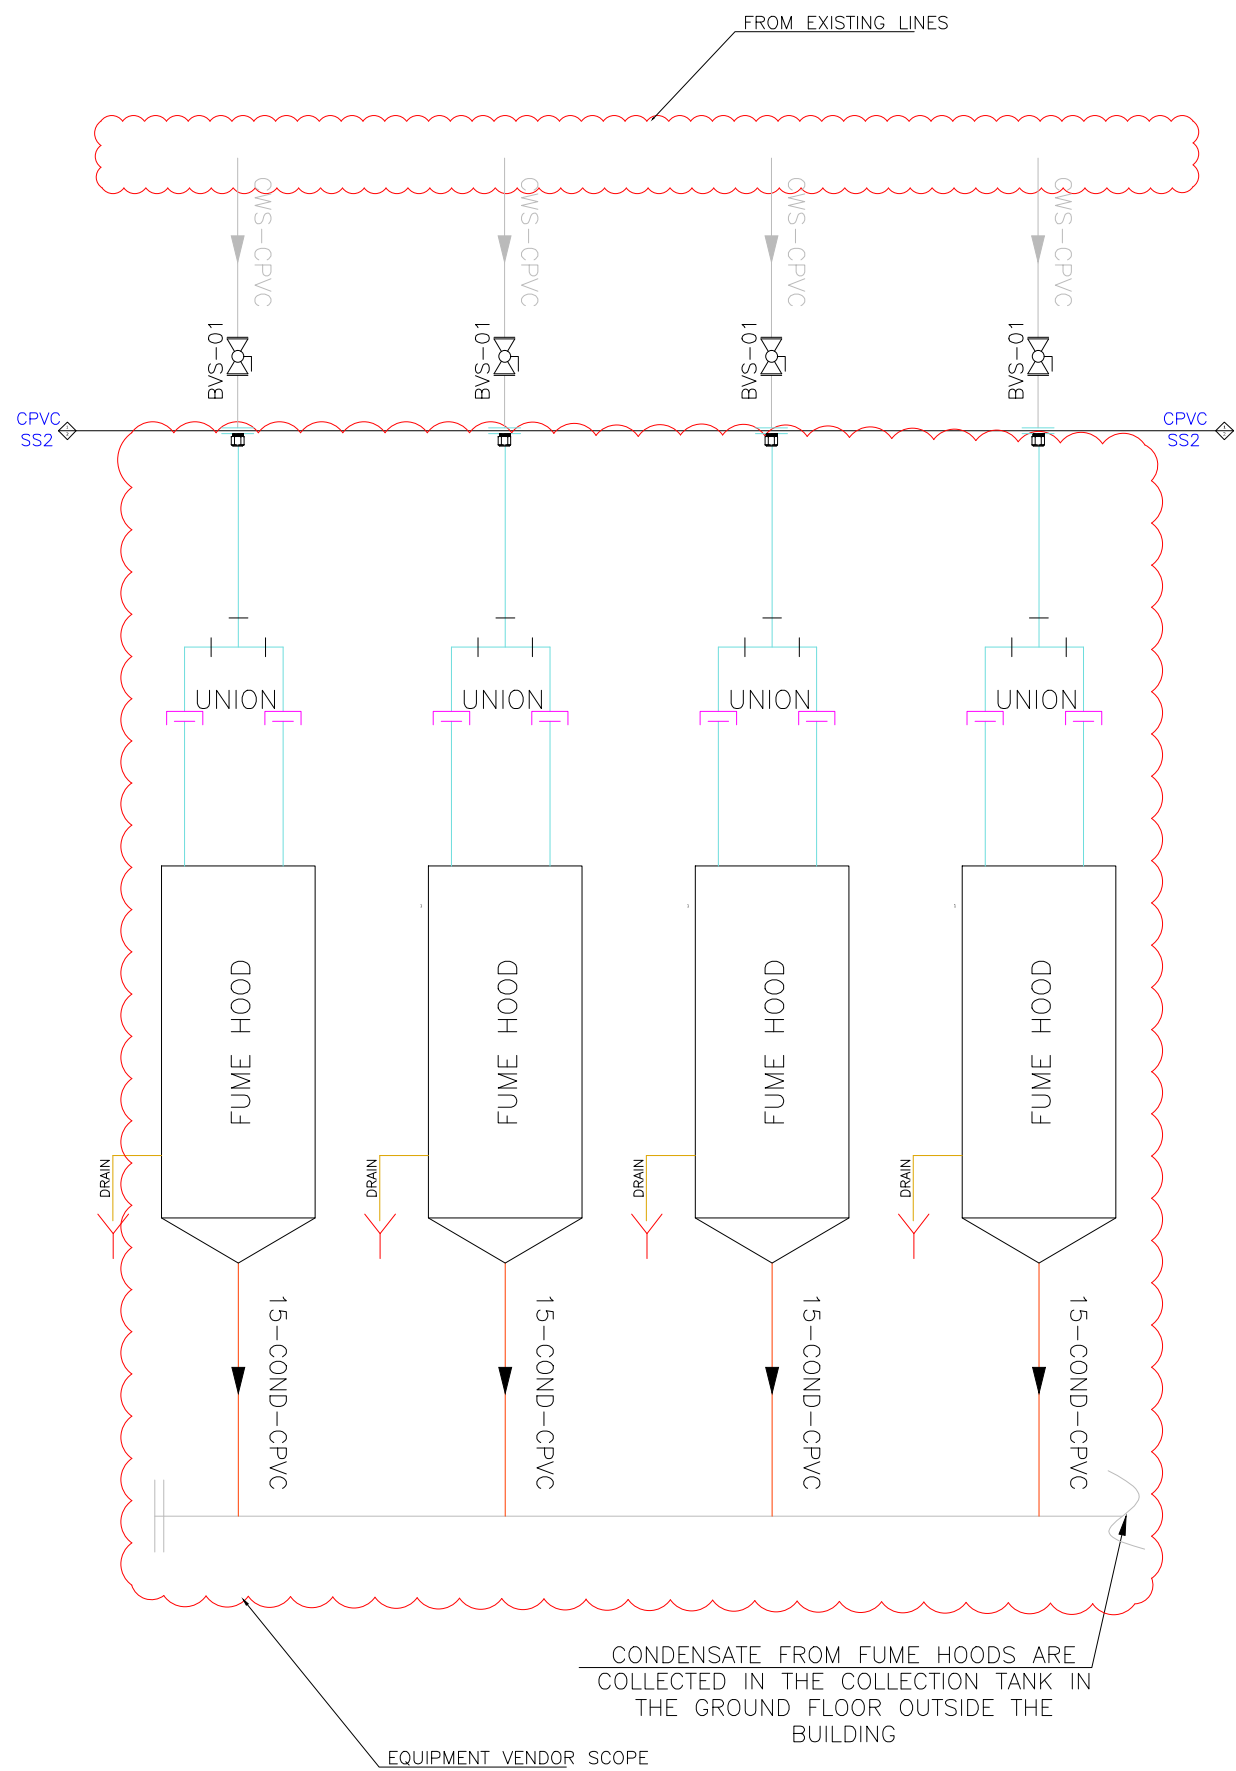 FROM EXISTING LINES
CWS-CPVC
CWS-CPVC
CWS-CPVC
CWS-CPVC
BVS-01
BVS-01
BVS-01
BVS-01
CPVC
SS2
CPVC
SS2
UNION
UNION
UNION
UNION
FUME HOOD
FUME HOOD
FUME HOOD
FUME HOOD
DRAIN
DRAIN
DRAIN
DRAIN
15-COND-CPVC
15-COND-CPVC
15-COND-CPVC
15-COND-CPVC
CONDENSATE FROM FUME HOODS ARE
COLLECTED IN THE COLLECTION TANK IN
THE GROUND FLOOR OUTSIDE THE
BUILDING
EQUIPMENT VENDOR SCOPE